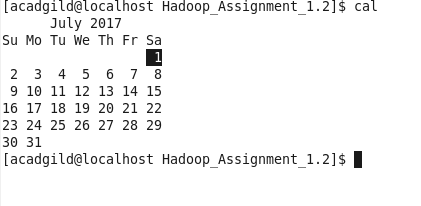 [acadgild@localhost Hadoop_Assignment_1.2]$ cal
      July 2017
Su Mo Tu We Th Fr Sa
                   1
 2  3  4  5  6  7  8
 9 10 11 12 13 14 15
16 17 18 19 20 21 22
23 24 25 26 27 28 29
30 31
[acadgild@localhost Hadoop_Assignment_1.2]$